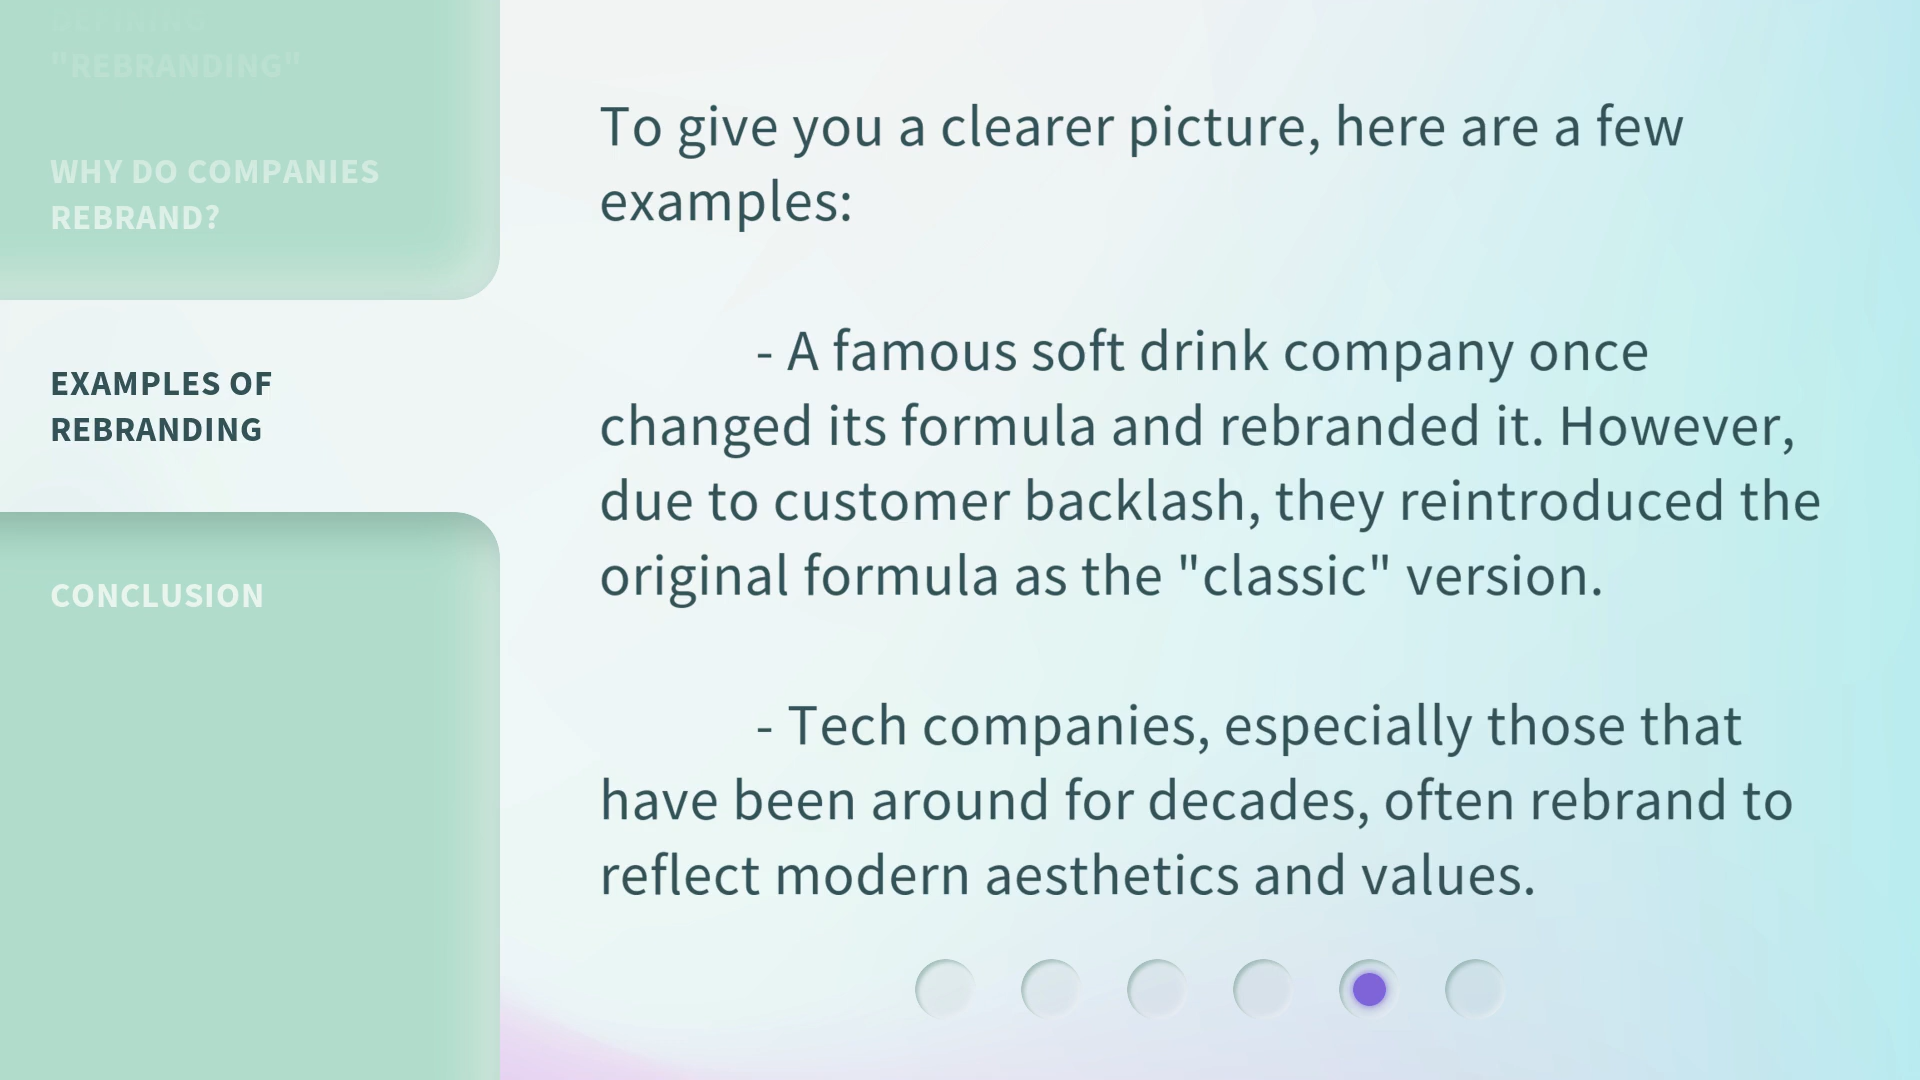 DEFINING
"REBRANDING"
WHY DO COMPANIES
REBRAND?
EXAMPLES OF
REBRANDING
CONCLUSION
To give you a clearer picture, here are a few
examples:
- A famous soft drink company once
changed its formula and rebranded it. However,
due to customer backlash, they reintroduced the
original formula as the "classic" version.
- Tech companies, especially those that
have been around for decades, often rebrand to
reflect modern aesthetics and values.